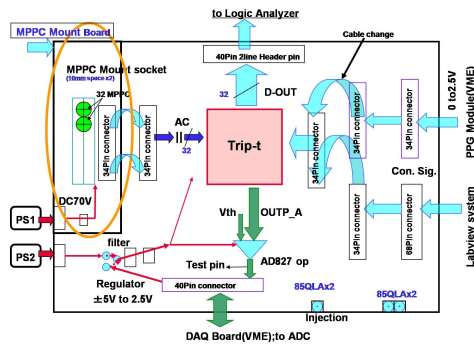 to Logic Analyzer
MPPC Mount Board
Cable change
40Pin 2line Header pin
MPPC Mount socket
(10mm space x2)
32 MPPC
32
D-OUT
0 to2.5V
PPG Module(VME)
34Pin connector
34Pin connector
AC
32
Trip-t
34Pin connector
34Pin connector
34Pin connector
Con. Sig.
DC70V
PS1
Vth
OUTP_A
34Pin connector
68Pin connector
Labview system
PS2
filter
AD827 op
Test pin
Regulator
±5V to 2.5V
40Pin connector
85QLAx2
85QLAx2
Injection
DAQ Board(VME);to ADC